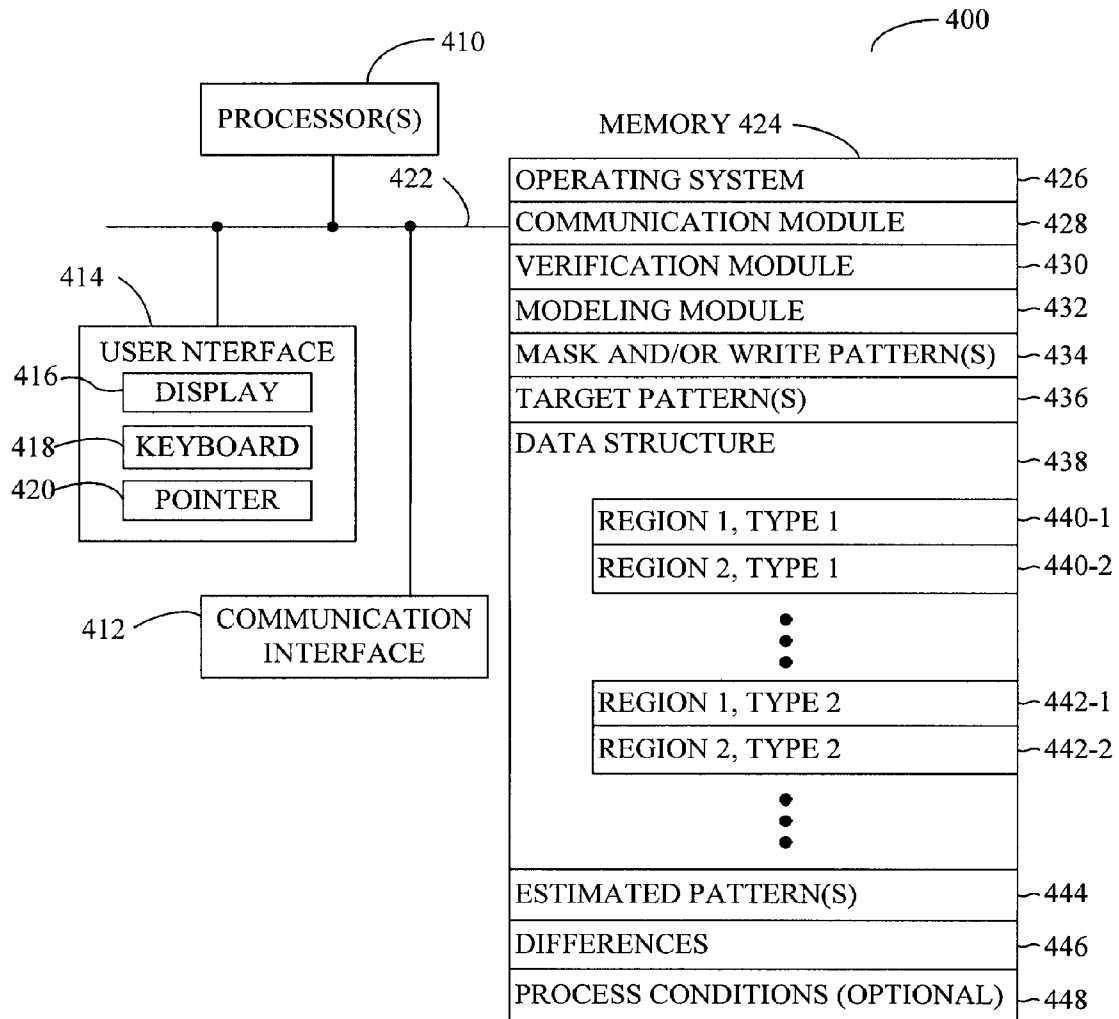 400
410
PROCESSOR(S)
MEMORY 424
422
OPERATING SYSTEM 426
COMMUNICATION MODULE 428
VERIFICATION MODULE 430
MODELING MODULE 432
MASK AND/OR WRITE PATTERN(S) 434
TARGET PATTERN(S) 436
DATA STRUCTURE 438
REGION 1, TYPE 1 440-1
REGION 2, TYPE 1 440-2
REGION 1, TYPE 2 442-1
REGION 2, TYPE 2 442-2
ESTIMATED PATTERN(S) 444
DIFFERENCES 446
PROCESS CONDITIONS (OPTIONAL) 448
414
USER NTERFACE
416 DISPLAY
418 KEYBOARD
420 POINTER
412
COMMUNICATION
INTERFACE